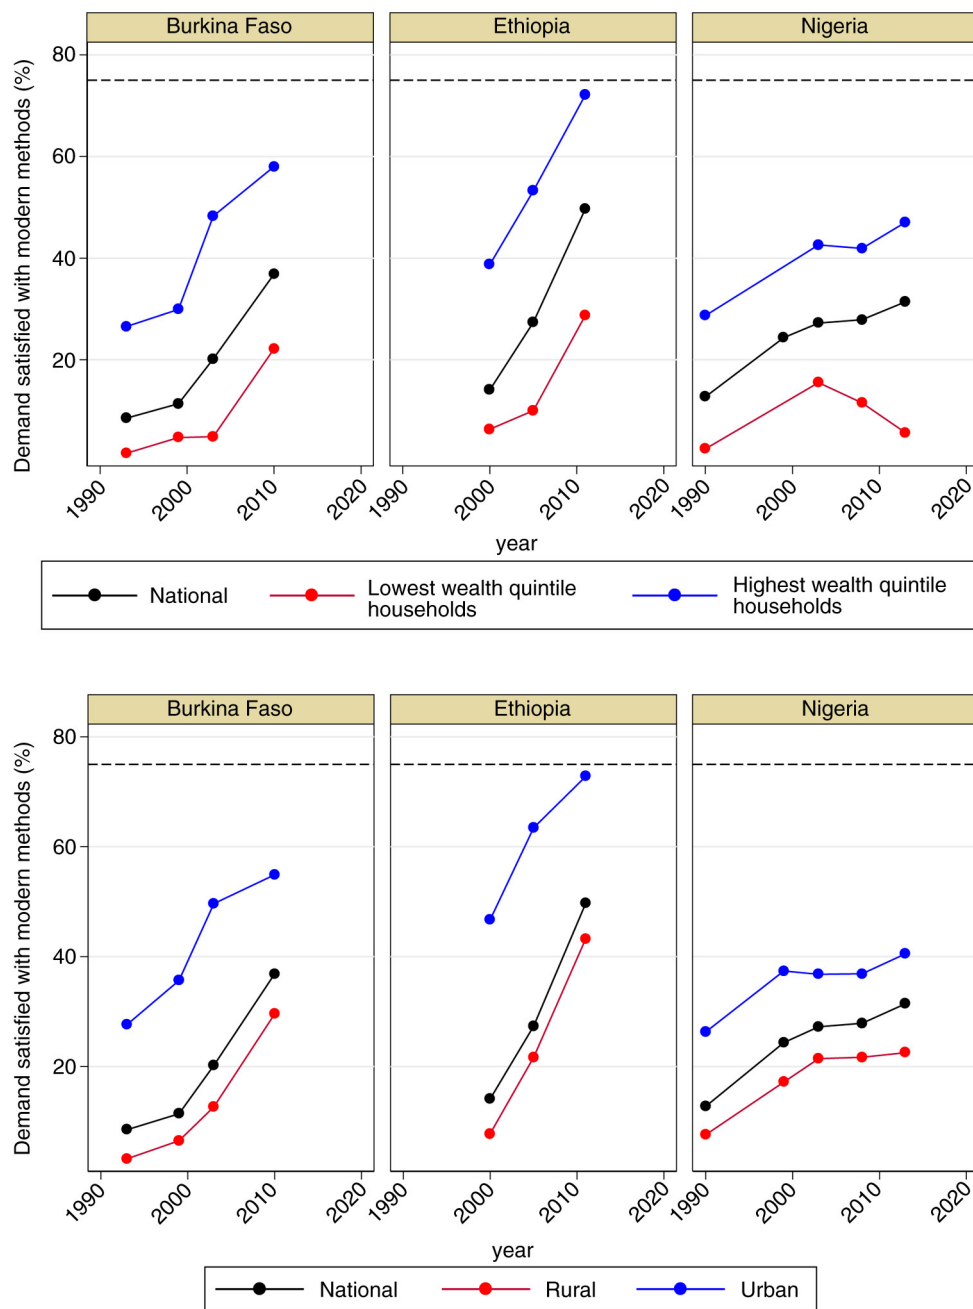 Burkina Faso Ethiopia Nigeria
Demand satisfied with modern methods (%)
80
60
40
20
1990 2000 2010 2020 1990 2000 2010 2020 1990 2000 2010 2020
year
National Lowest wealth quintile households Highest wealth quintile households
Burkina Faso Ethiopia Nigeria
Demand satisfied with modern methods (%)
80
60
40
20
1990 2000 2010 2020 1990 2000 2010 2020 1990 2000 2010 2020
year
National Rural Urban